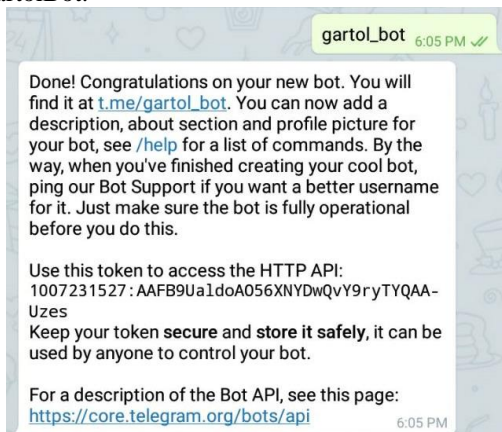 gartol_bot 6:05 PM
Done! Congratulations on your new bot. You will
find it at t.me/gartol_bot. You can now add a
description, about section and profile picture for
your bot, see /help for a list of commands. By the
way, when you've finished creating your cool bot,
ping our Bot Support if you want a better username
for it. Just make sure the bot is fully operational
before you do this.
Use this token to access the HTTP API:
1007231527:AAFB9UaldoAO56XNYDwQvY9ryTYQAA-
Uzes
Keep your token secure and store it safely, it can be
used by anyone to control your bot.
For a description of the Bot API, see this page:
https://core.telegram.org/bots/api
6:05 PM